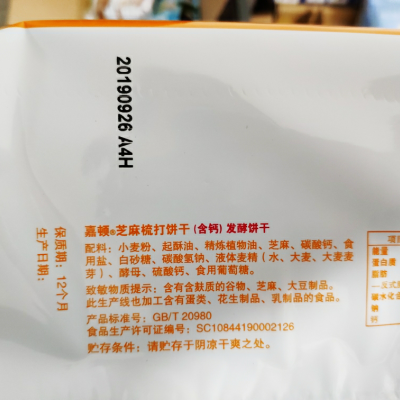 20190926 A4H
嘉顿®芝麻梳打饼干(含钙)发酵饼干
配料：小麦粉、起酥油、精炼植物油、芝麻、碳酸钙、食
用盐、白砂糖、碳酸氢钠、液体麦精（水、大麦、大麦麦
芽）、酵母、硫酸钙、食用葡萄糖。
致敏物质提示：含有含麸质的谷物、芝麻、大豆制品。
此生产线也加工含有蛋类、花生制品、乳制品的食品。
产品标准号：GB/T 20980
食品生产许可证编号：SC10844190002126
贮存条件：请贮存于阴凉干爽之处。
保质期：12个月
生产日期：
能量
蛋白质
脂肪
钠